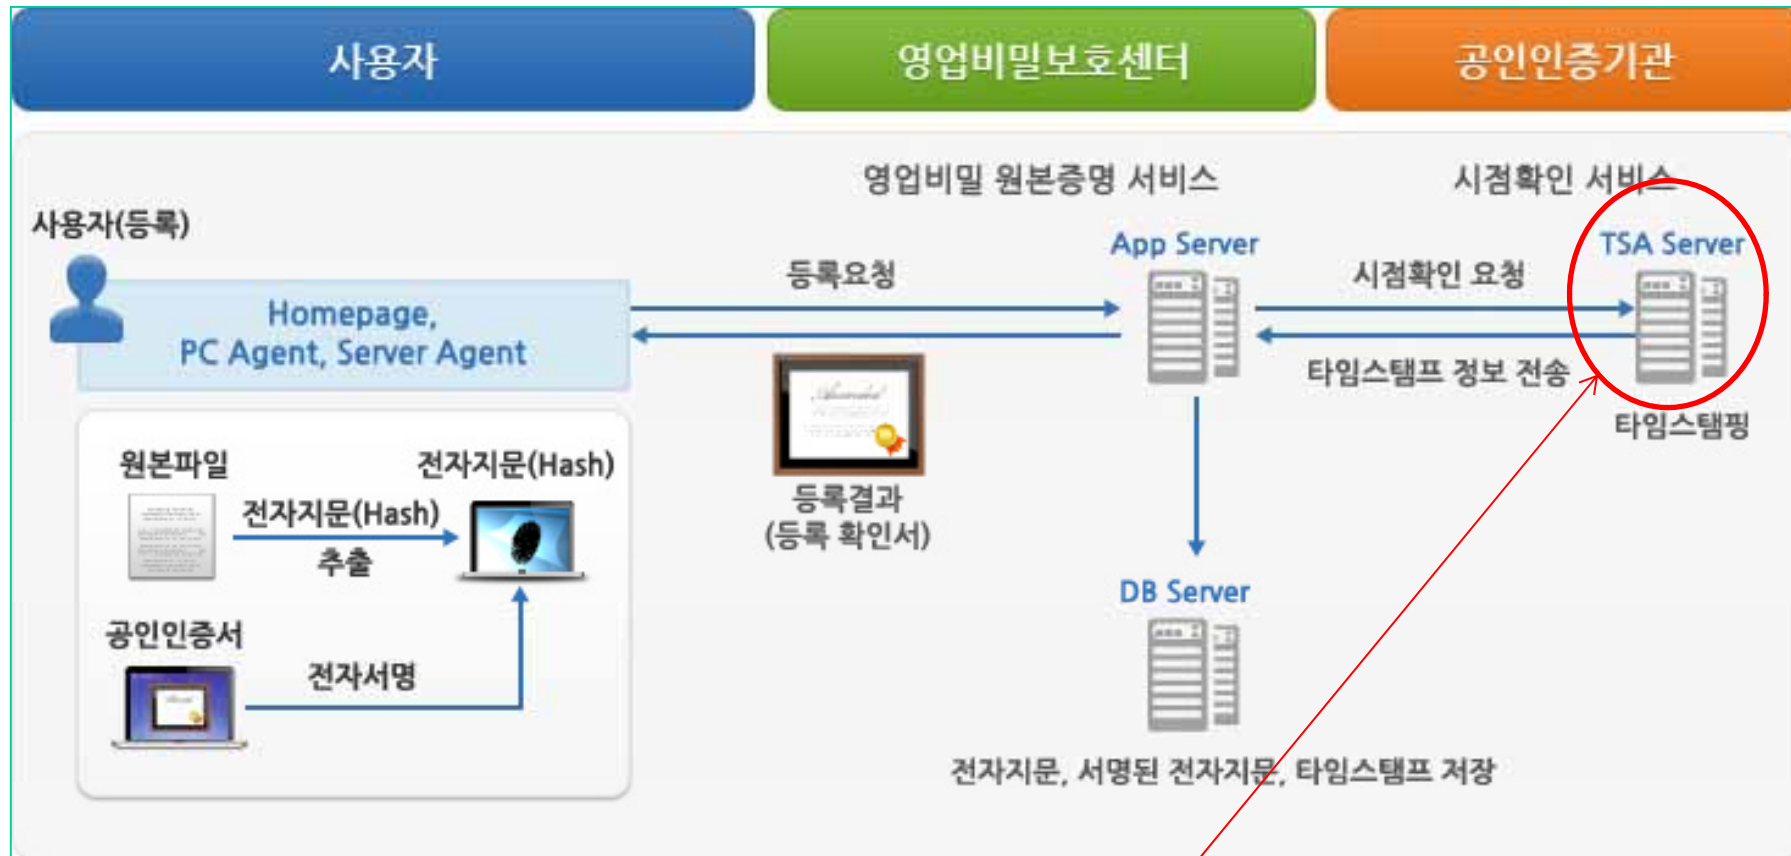 사용자
영업비밀보호센터
공인인증기관
영업비밀 원본증명 서비스
시점확인 서비스
사용자(등록)
App Server
TSA Server
등록요청
시점확인 요청
Homepage,
PC Agent, Server Agent
타임스탬프 정보 전송
타임스탬핑
원본파일
전자지문(Hash)
전자지문(Hash)
추출
등록결과
(등록 확인서)
DB Server
공인인증서
전자서명
전자지문, 서명된 전자지문, 타임스탬프 저장